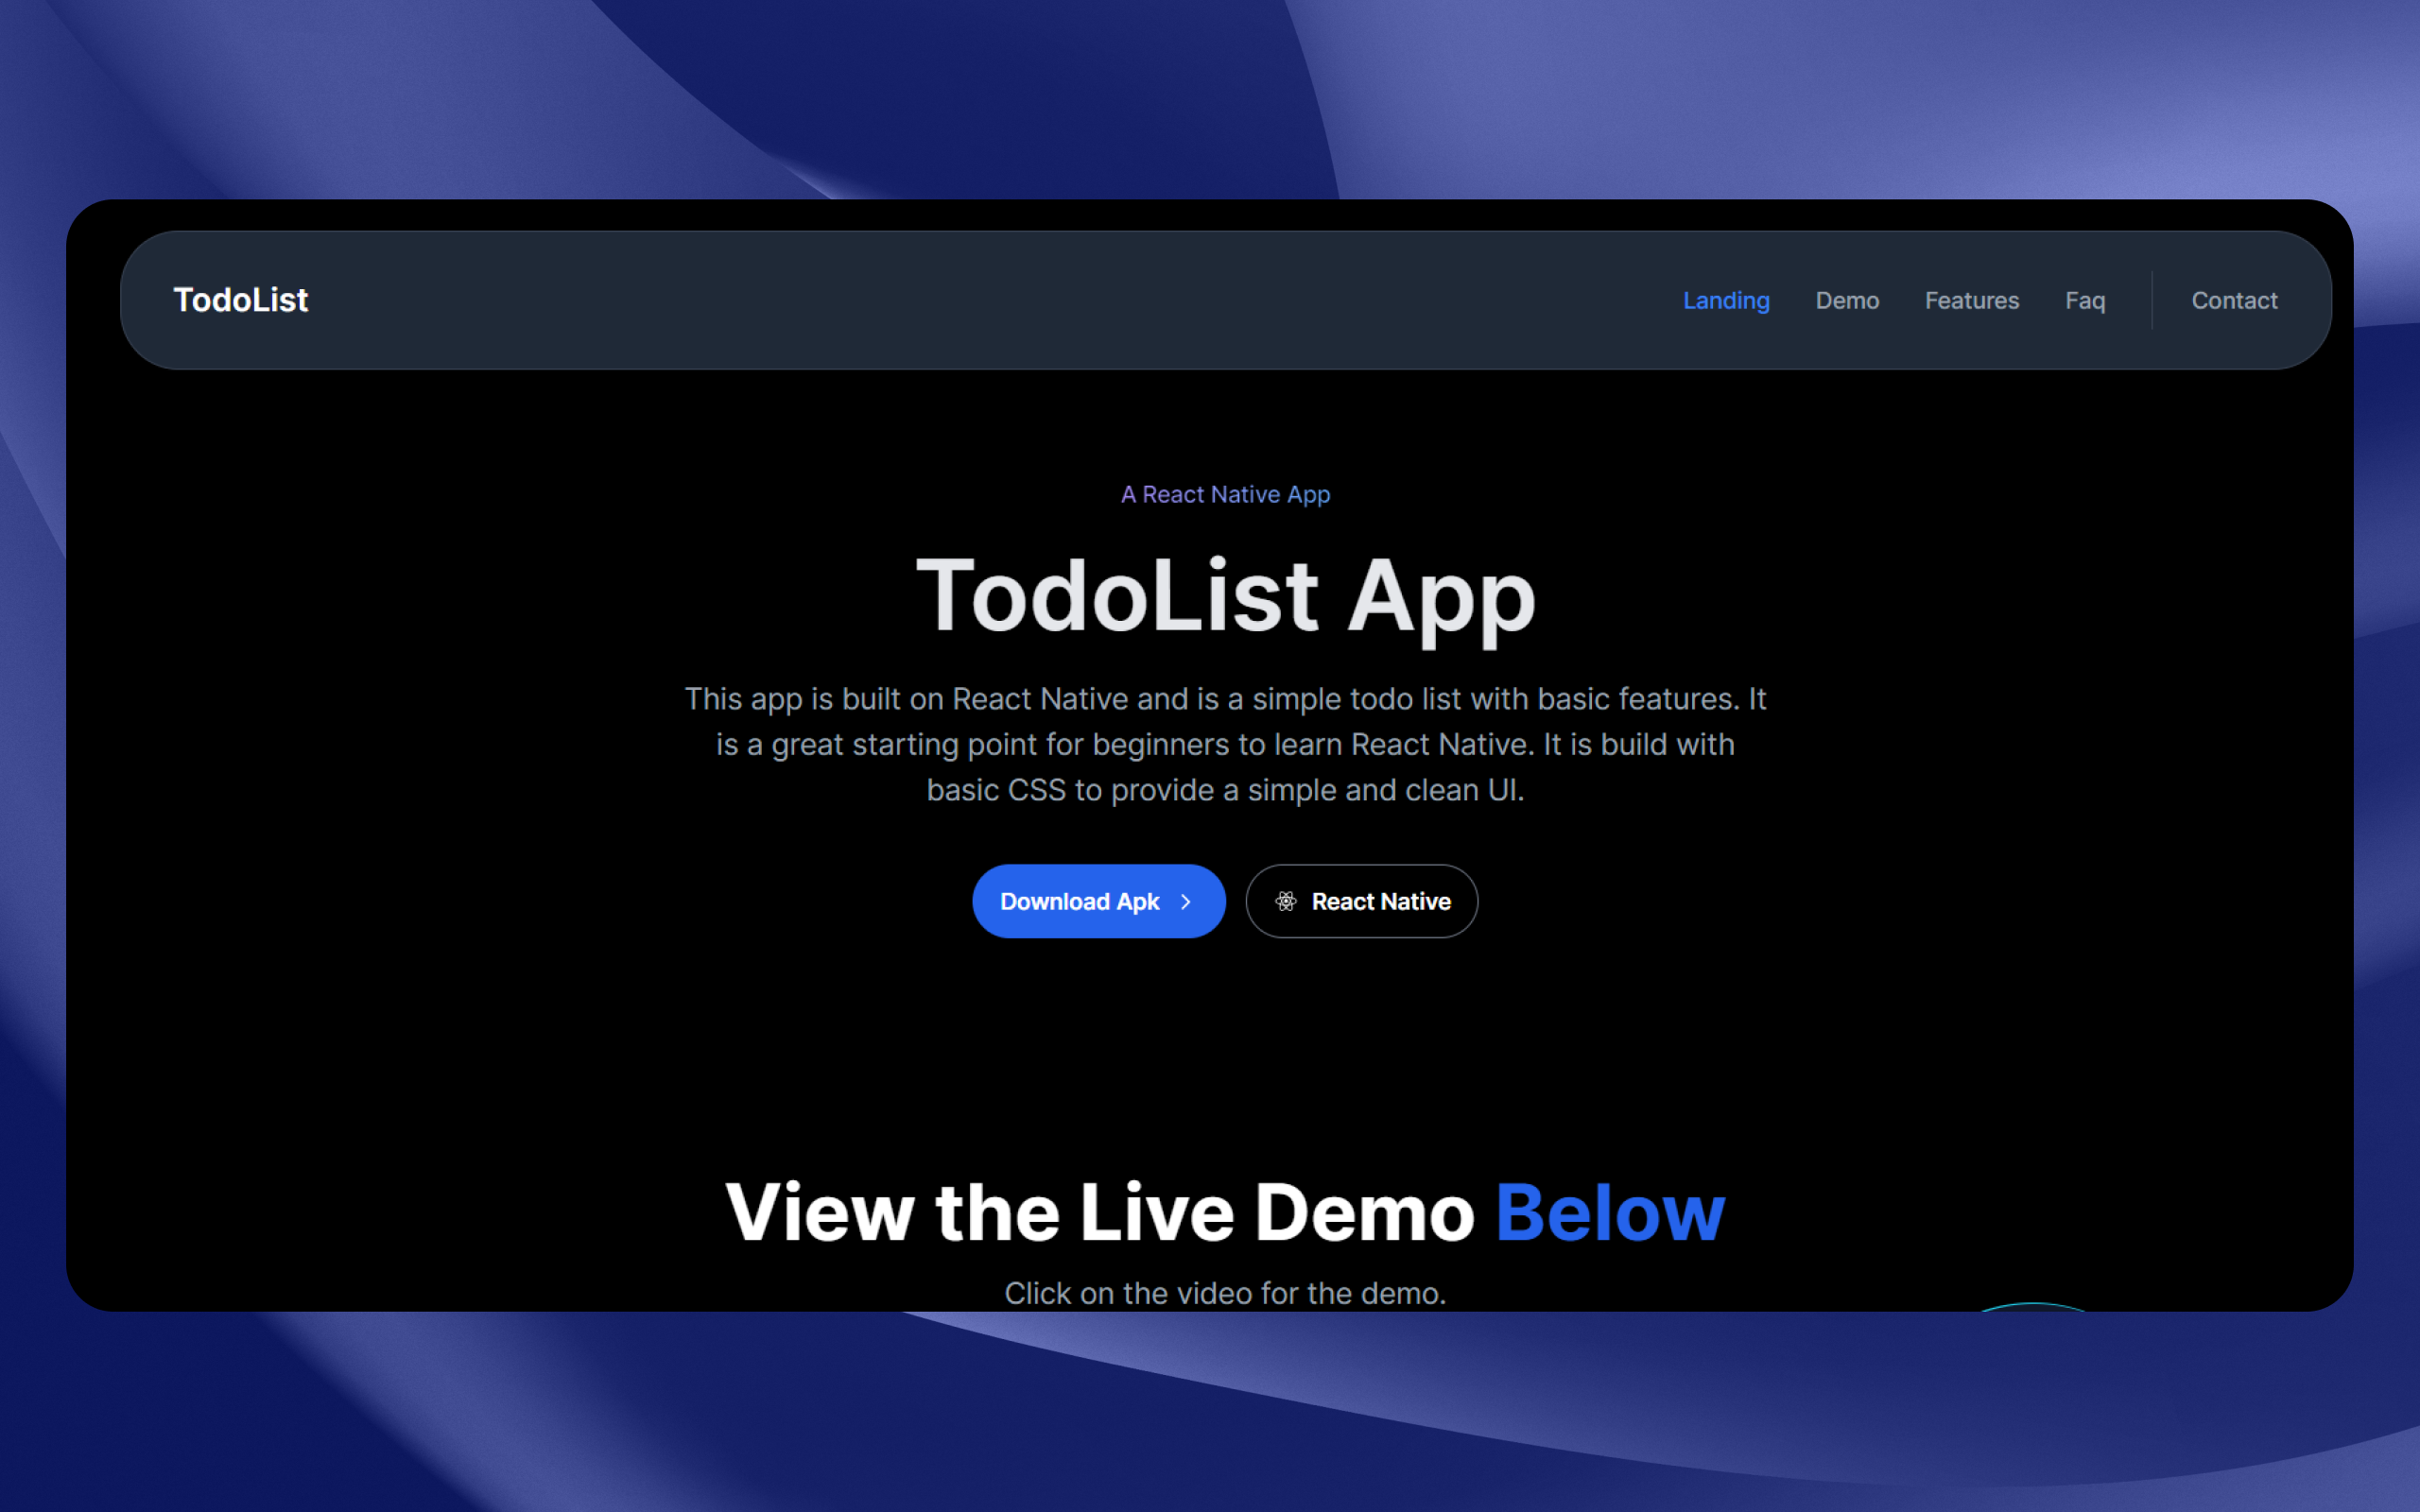 TodoList
Landing Demo Features Faq Contact
A React Native App
TodoList App
This app is built on React Native and is a simple todo list with basic features. It
is a great starting point for beginners to learn React Native. It is build with
basic CSS to provide a simple and clean UI.
Download Apk
React Native
View the Live Demo Below
Click on the video for the demo.